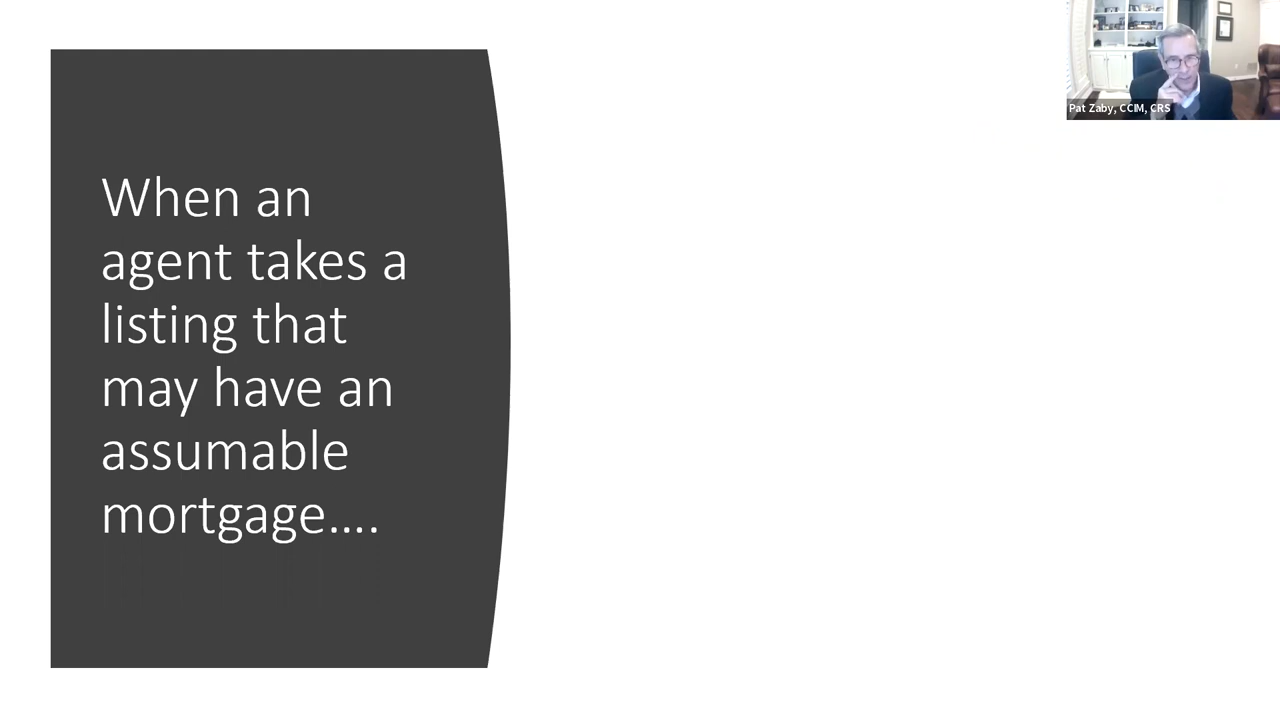 When an
agent takes a
listing that
may have an
assumable
mortgage....
Pat Zaby, CCIM, CRS